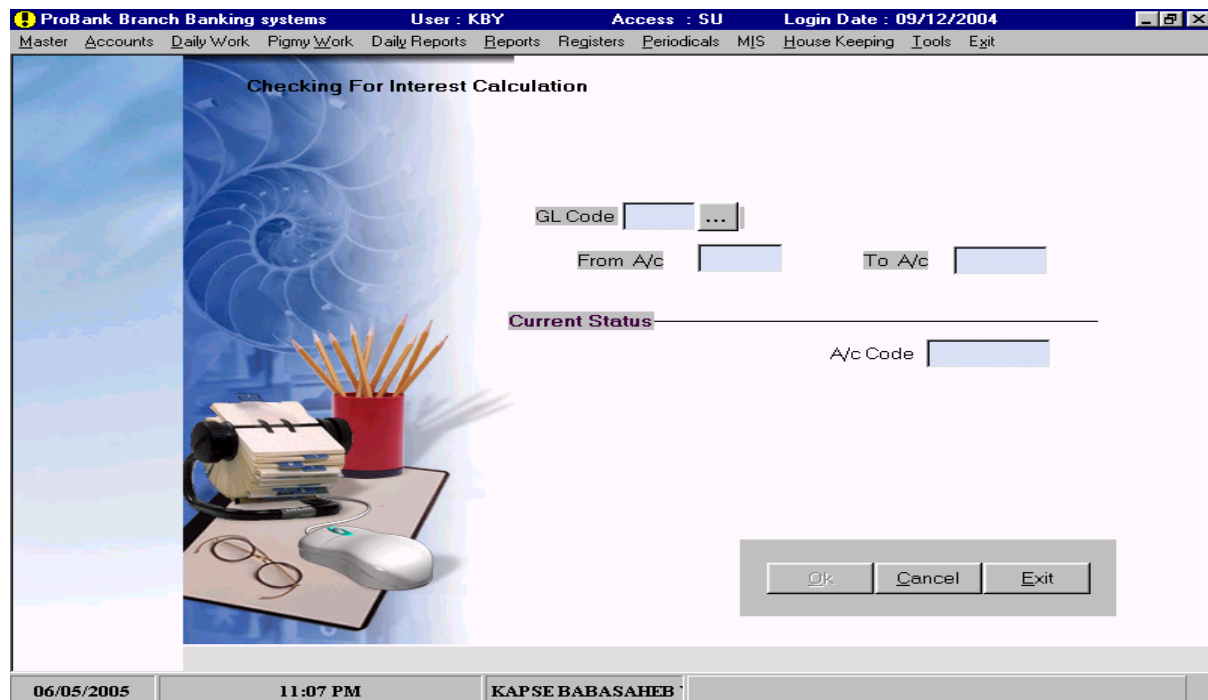 ProBank Branch Banking systems User : KBY Access : SU Login Date : 09/12/2004
Master Accounts Daily Work Pigmy Work Daily Reports Reports Registers Periodicals MIS House Keeping Tools Exit
Checking For Interest Calculation
GL Code ...
From A/c To A/c
Current Status
A/c Code
Ok Cancel Exit
06/05/2005 11:07 PM KAPSE BABASAHEB